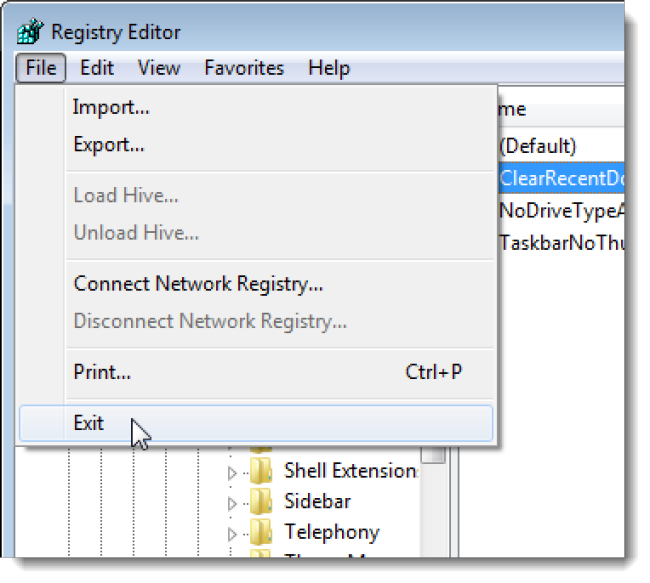 Registry Editor
File Edit View Favorites Help
Import...
Export...
Load Hive...
Unload Hive...
Connect Network Registry...
Disconnect Network Registry...
Print... Ctrl+P
Exit
me
(Default)
ClearRecentDo
NoDriveTypeA
TaskbarNoThu
Shell Extension
Sidebar
Telephony